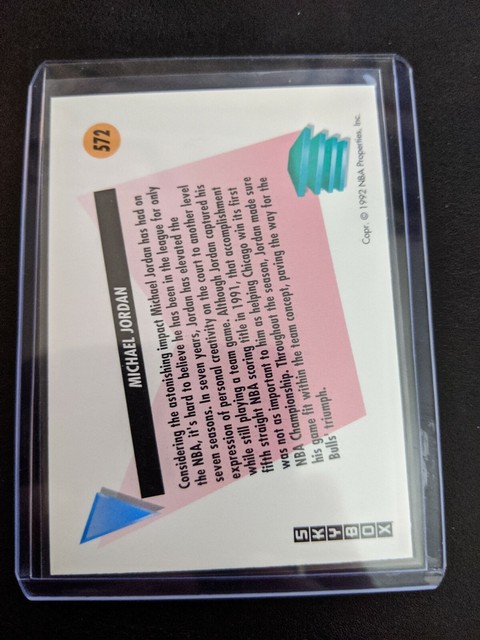 572
MICHAEL JORDAN
Considering the astonishing impact Michael Jordan has had on
the NBA, it's hard to believe he has been in the league for only
seven seasons. In seven years, Jordan has elevated the
expression of personal creativity on the court to another level
while still playing a team game. Although Jordan captured his
fifth straight NBA scoring title in 1991, that accomplishment
was not as important to him as helping Chicago win its first
NBA Championship. Throughout the season, Jordan made sure
his game fit within the team concept, paving the way for the
Bulls' triumph.
SKYBOX
Copr. © 1992 NBA Properties, Inc.